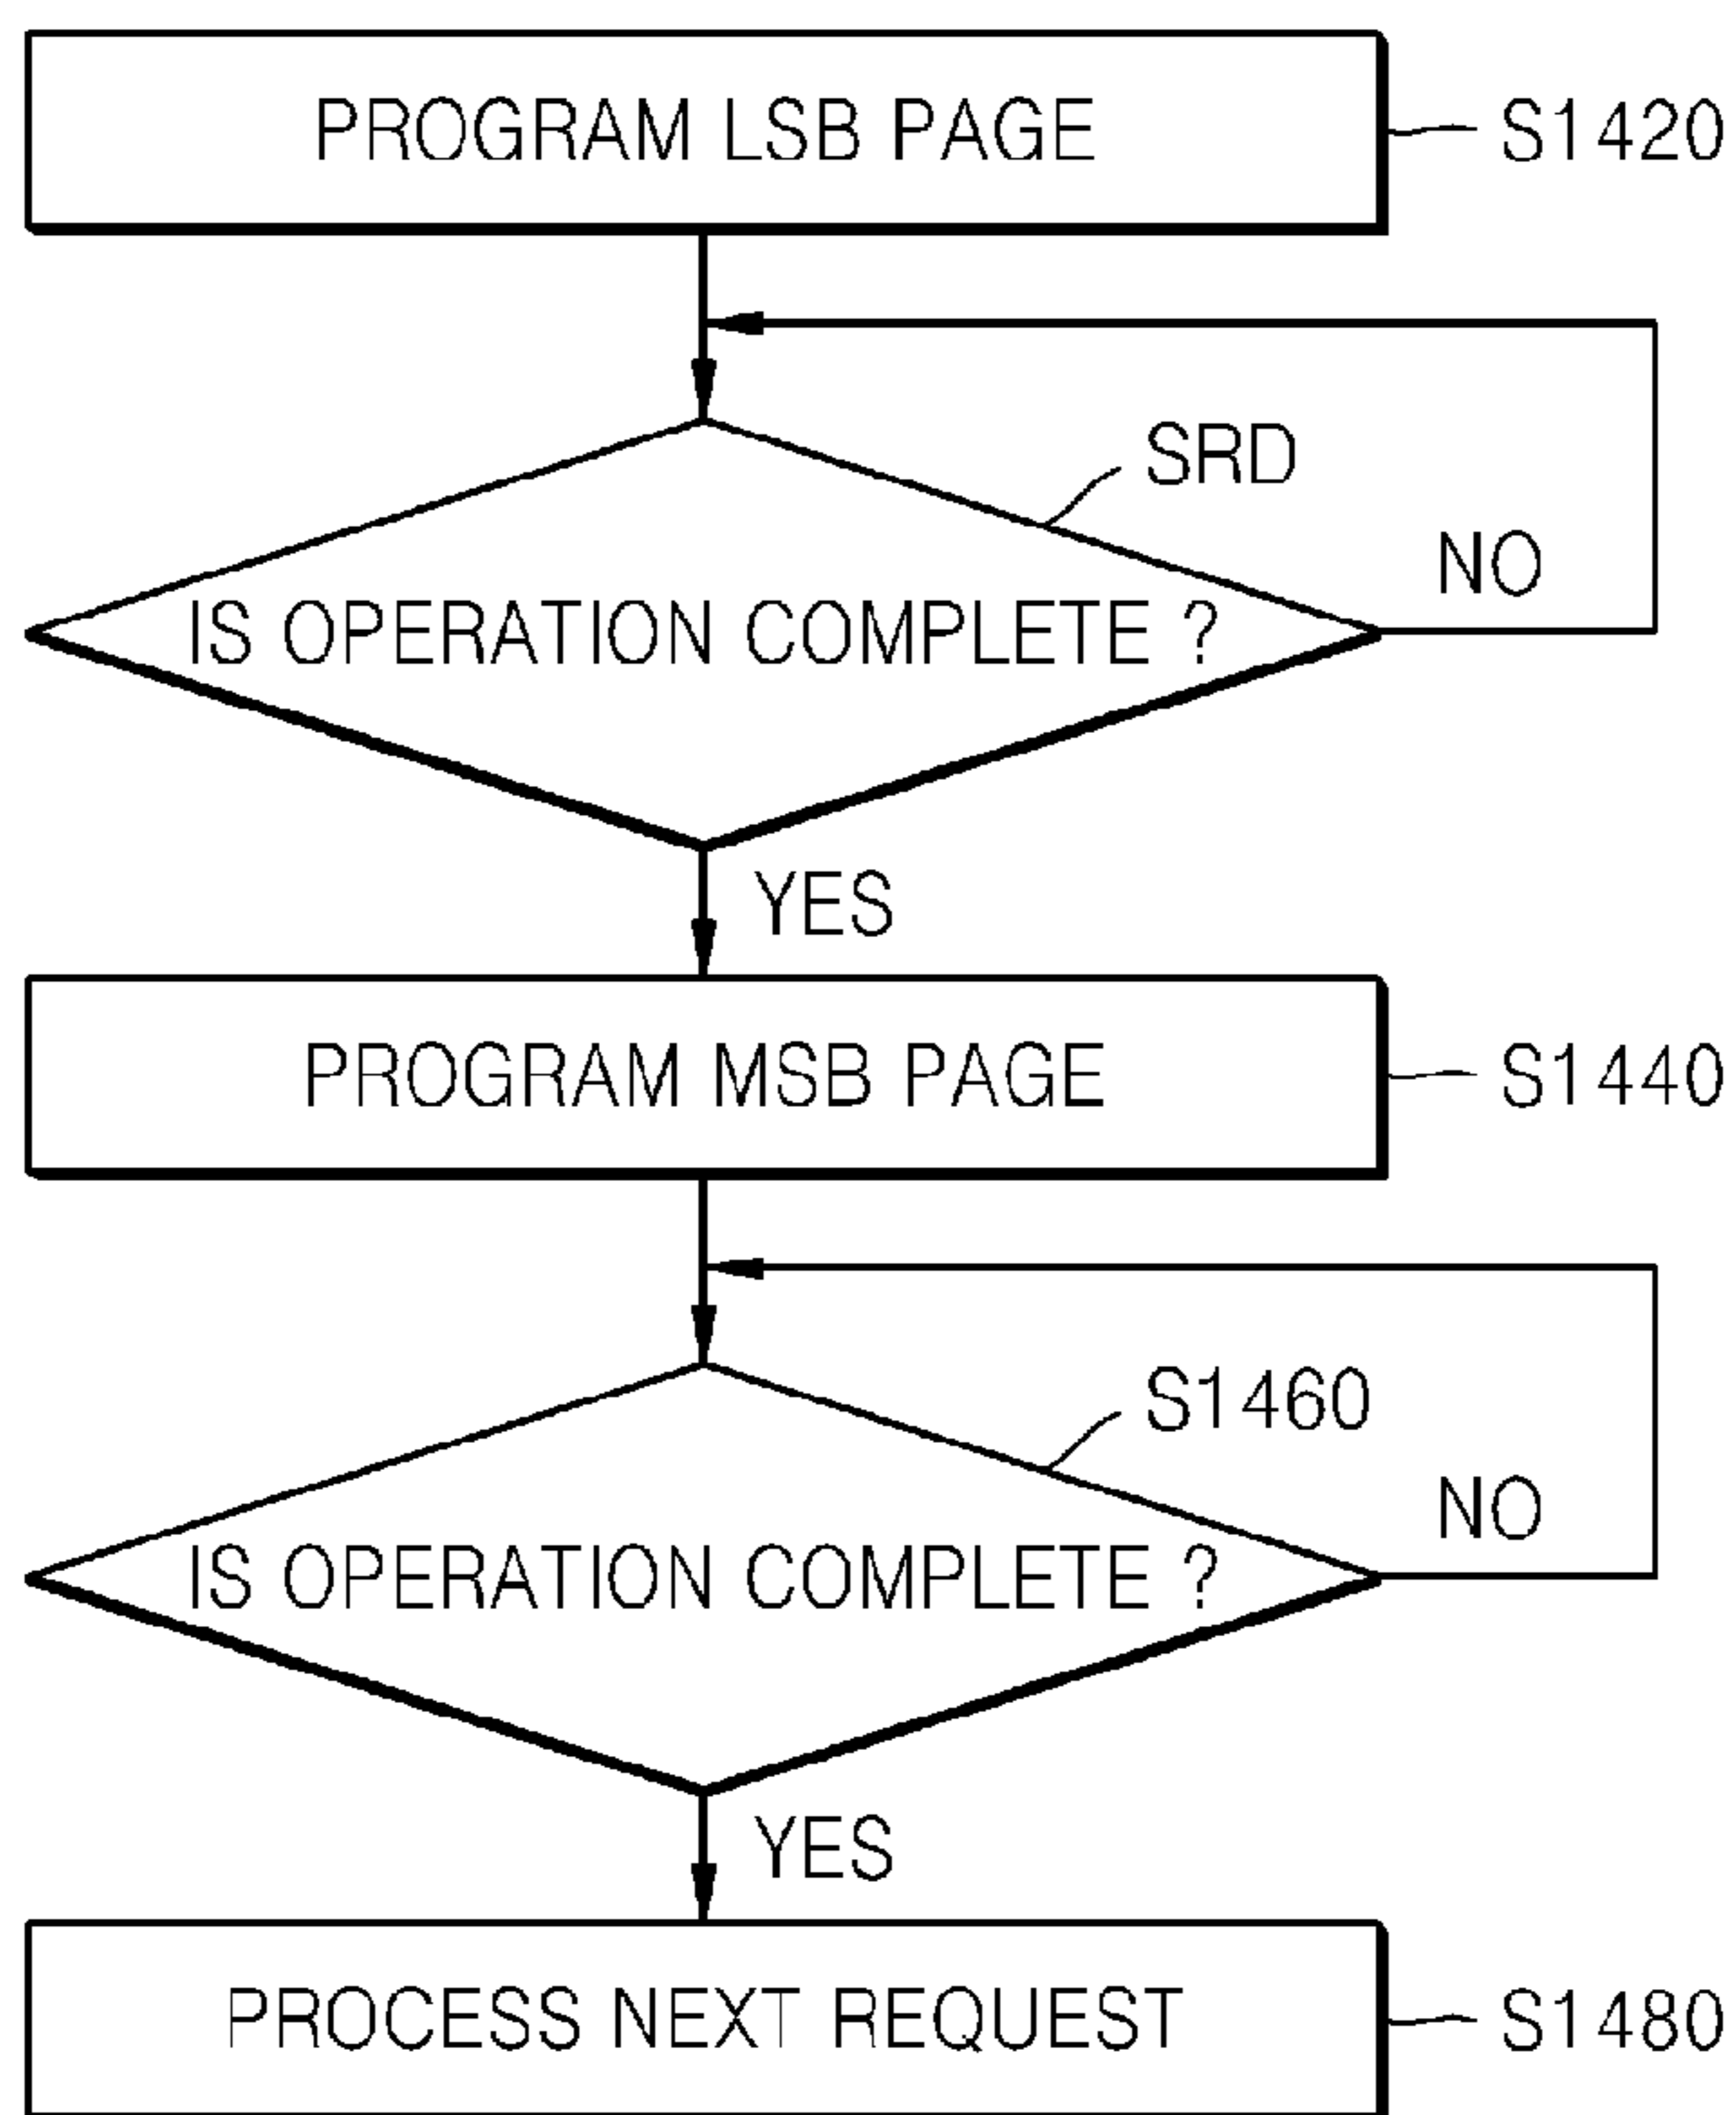 PROGRAM LSB PAGE
S1420
SRD
NO
IS OPERATION COMPLETE ?
YES
PROGRAM MSB PAGE
S1440
S1460
NO
IS OPERATION COMPLETE ?
YES
PROCESS NEXT REQUEST
S1480